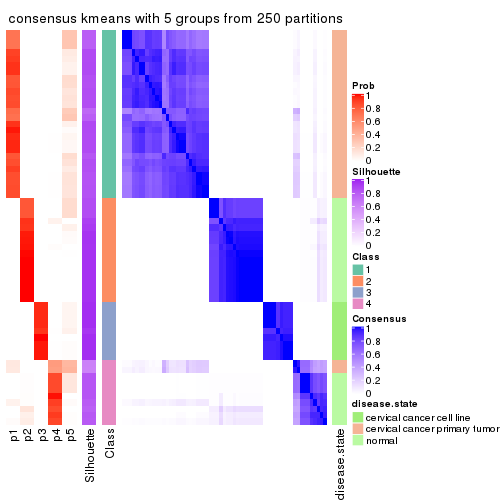 consensus kmeans with 5 groups from 250 partitions
Prob
1
0.8
0.6
0.4
0.2
0
Silhouette
1
0.8
0.6
0.4
0.2
0
Class
1
2
3
4
Consensus
1
0.8
0.6
0.4
0.2
0
disease.state
cervical cancer cell line
cervical cancer primary tumor
normal
p1
p2
p3
p4
p5
Silhouette
Class
disease.state